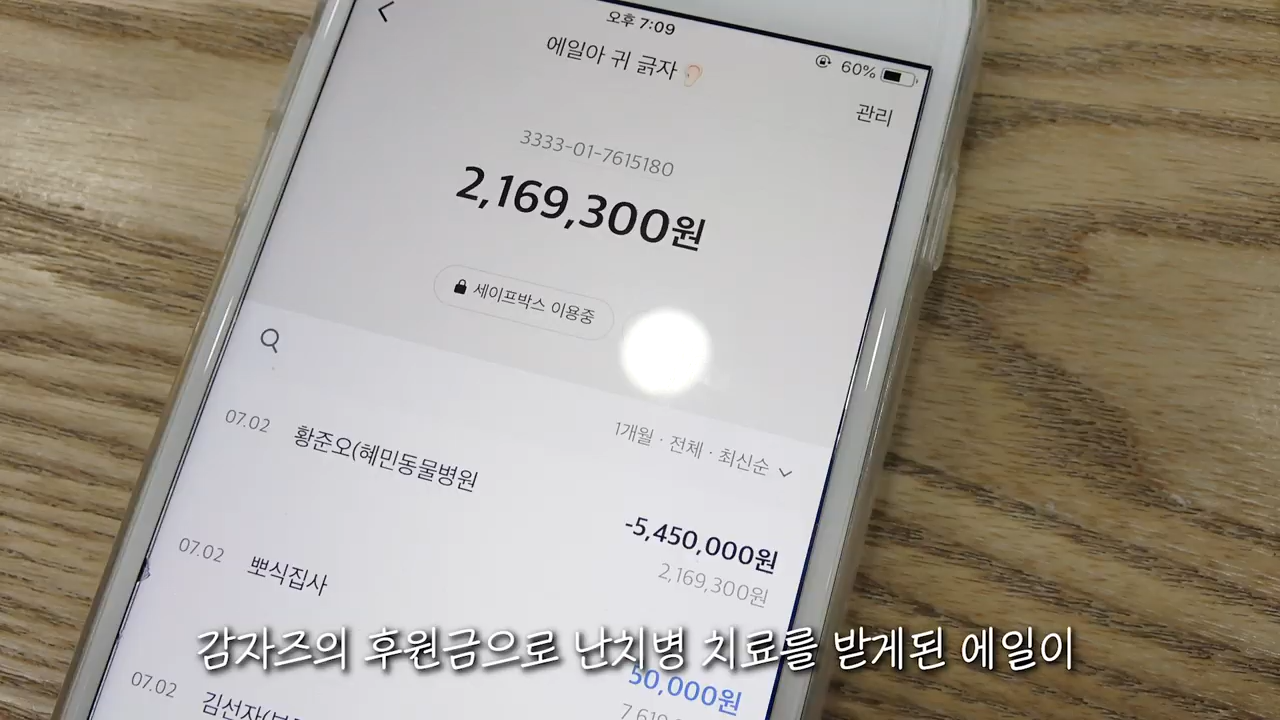 오후 7:09
60%
에일아 귀 긁자👂🏻
관리
3333-01-7615180
2,169,300원
세이프박스 이용중
1개월 · 전체 · 최신순
07.02 황준오(혜민동물병원
-5,450,000원
2,169,300원
07.02 뽀식집사
50,000원
07.02 김선자
감자즈의 후원금으로 난치병 치료를 받게된 에일이